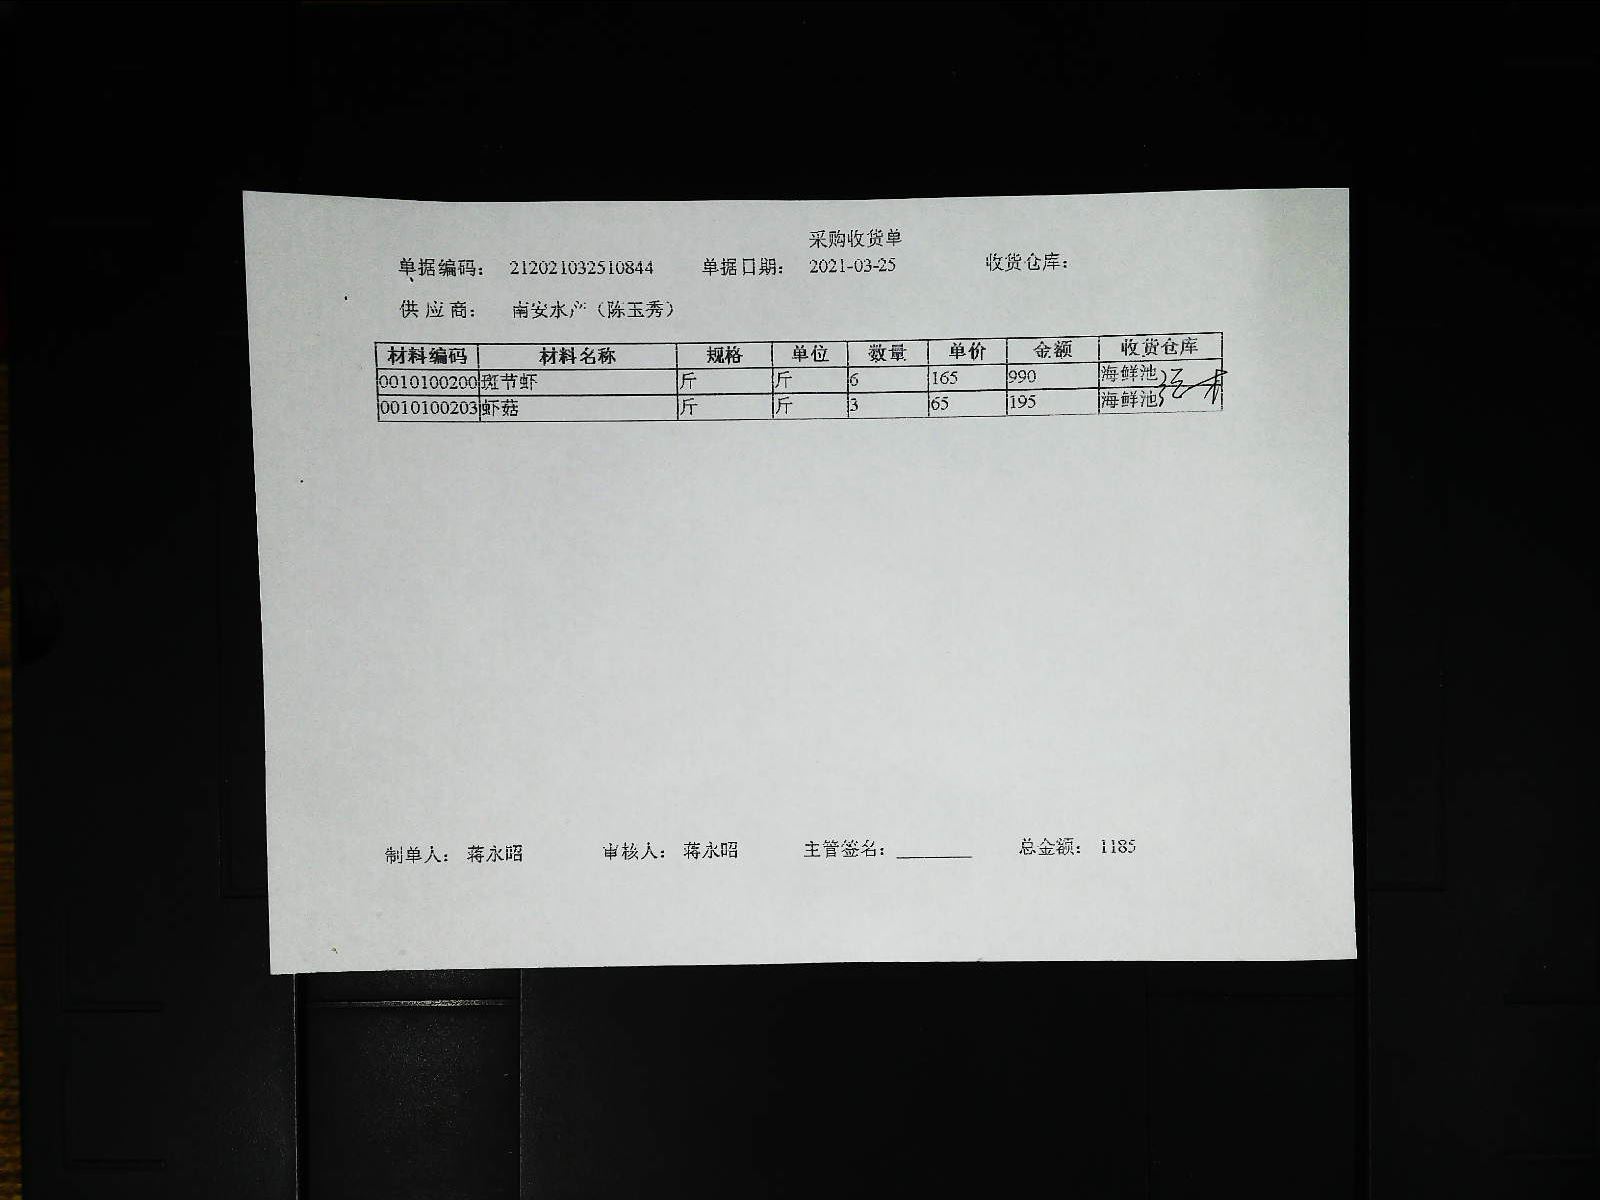 采购收货单
单据编码： 212021032510844 单据日期： 2021-03-25 收货仓库：
供 应 商： 南安水产（陈玉秀）
材料编码 材料名称 规格 单位 数量 单价 金额 收货仓库
0010100200 斑节虾 斤 斤 6 165 990 海鲜池
0010100203 虾菇 斤 斤 3 65 195 海鲜池
制单人： 蒋永昭 审核人： 蒋永昭 主管签名：________ 总金额： 1185